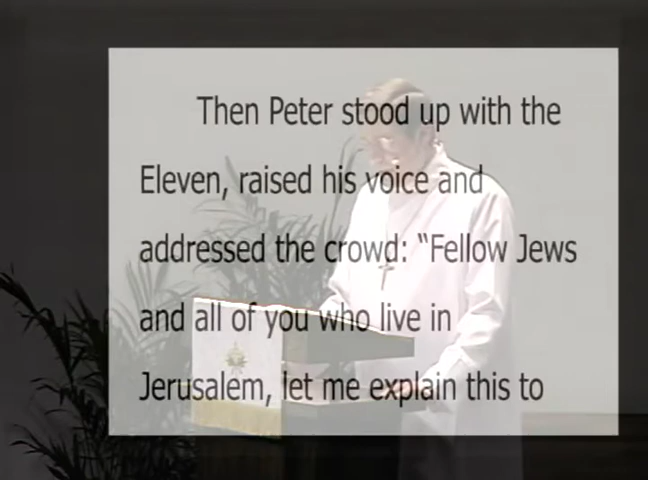 Then Peter stood up with the
Eleven, raised his voice and
addressed the crowd: “Fellow Jews
and all of you who live in
Jerusalem, let me explain this to